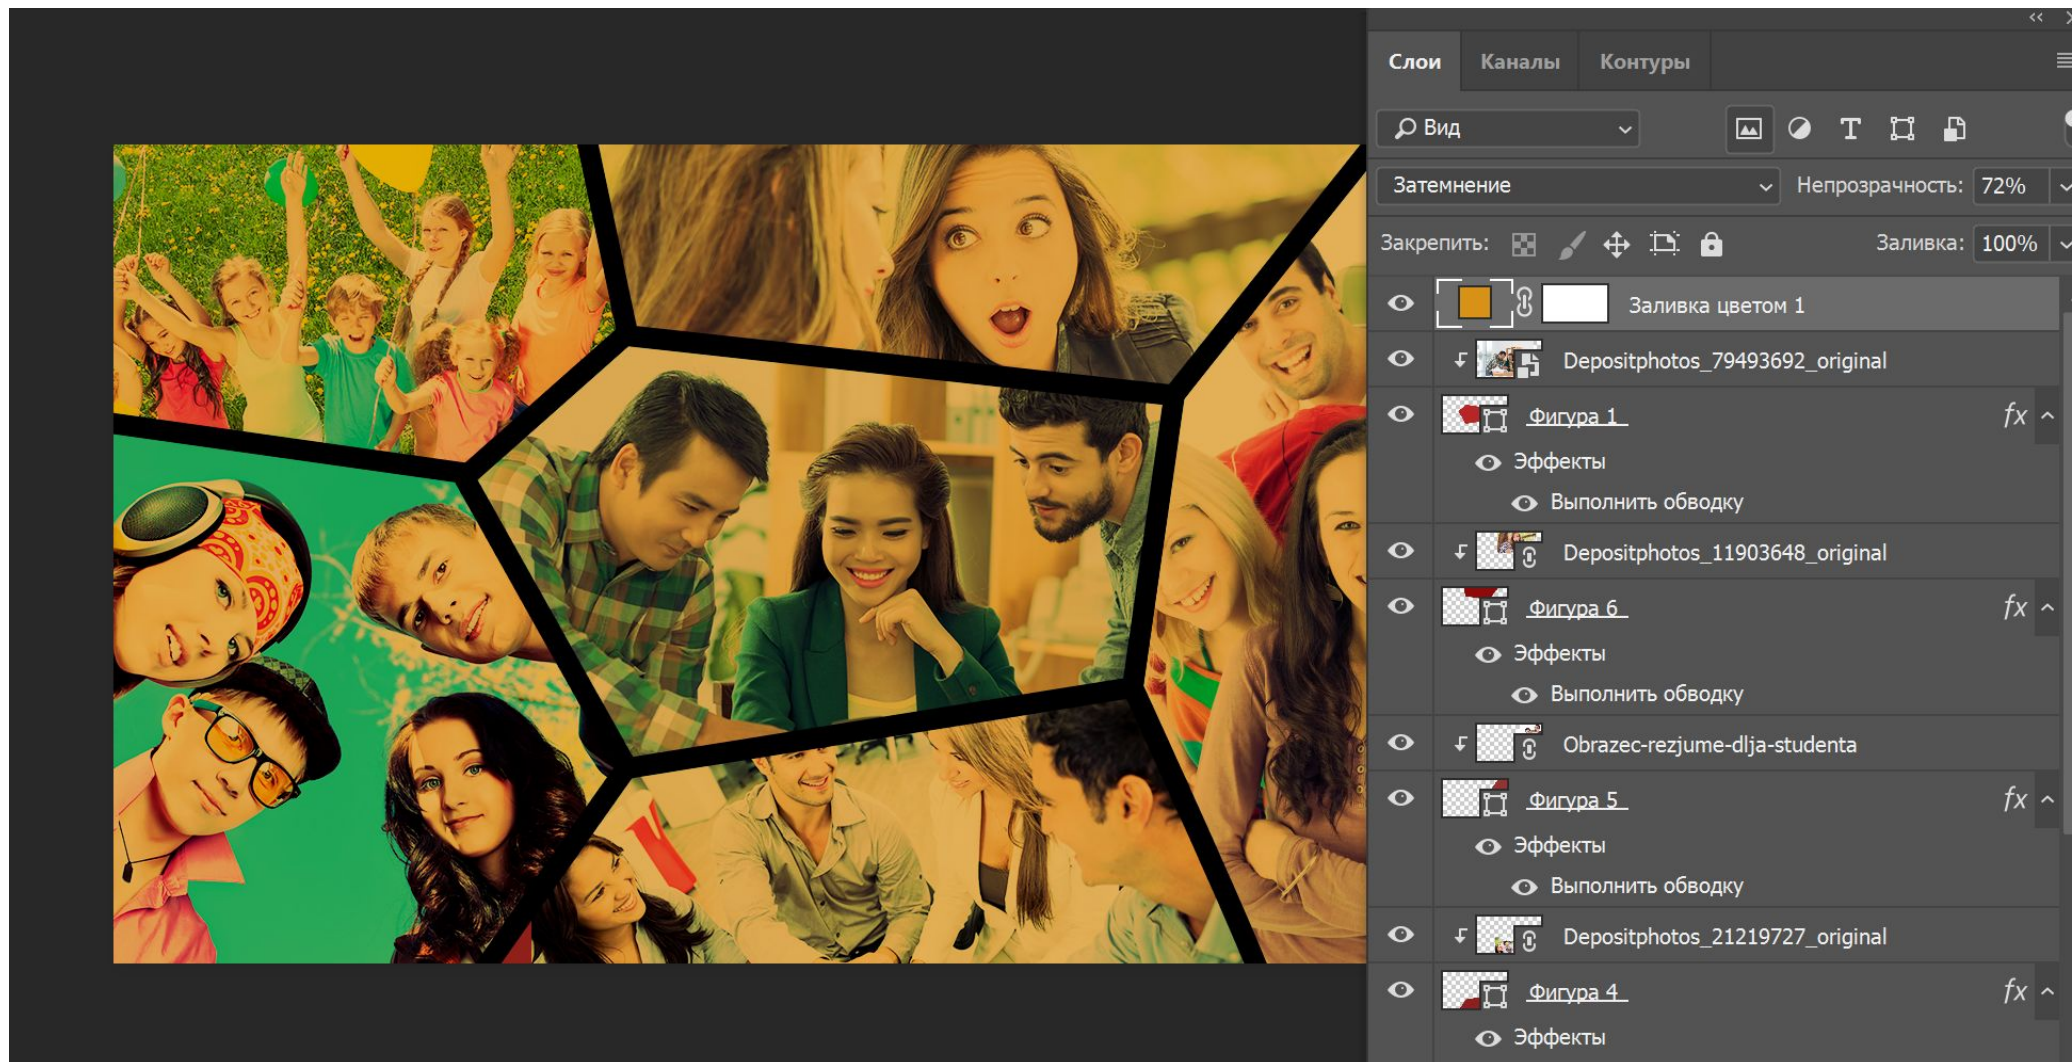 Слои Каналы Контуры
Вид
Затемнение Непрозрачность: 72%
Закрепить: Заливка: 100%
Заливка цветом 1
Depositphotos_79493692_original
Фигура 1 fx
Эффекты
Выполнить обводку
Depositphotos_11903648_original
Фигура 6 fx
Эффекты
Выполнить обводку
Obrazec-rezjume-dlja-studenta
Фигура 5 fx
Эффекты
Выполнить обводку
Depositphotos_21219727_original
Фигура 4 fx
Эффекты